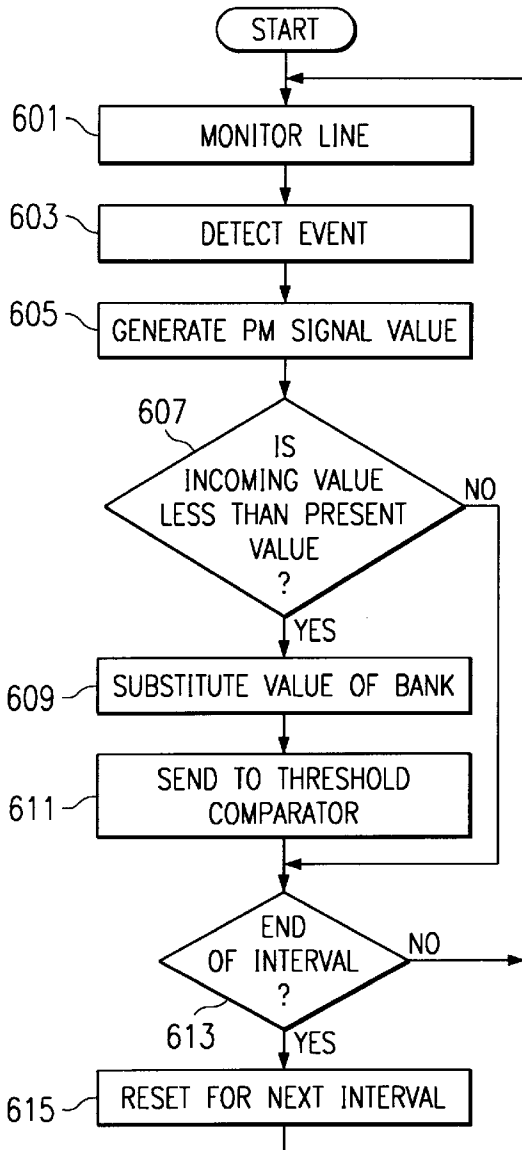 START
601
MONITOR LINE
603
DETECT EVENT
605
GENERATE PM SIGNAL VALUE
607
IS
INCOMING VALUE
LESS THAN PRESENT
VALUE
?
NO
YES
609
SUBSTITUTE VALUE OF BANK
611
SEND TO THRESHOLD
COMPARATOR
END
OF INTERVAL
?
NO
613
YES
615
RESET FOR NEXT INTERVAL